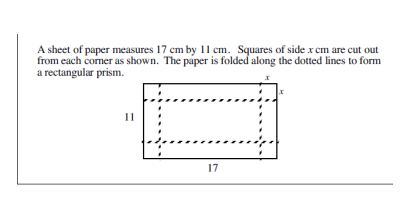 A sheet of paper measures 17 cm by 11 cm. Squares of side x cm are cut out
from each corner as shown. The paper is folded along the dotted lines to form
a rectangular prism.
x
x
11
17